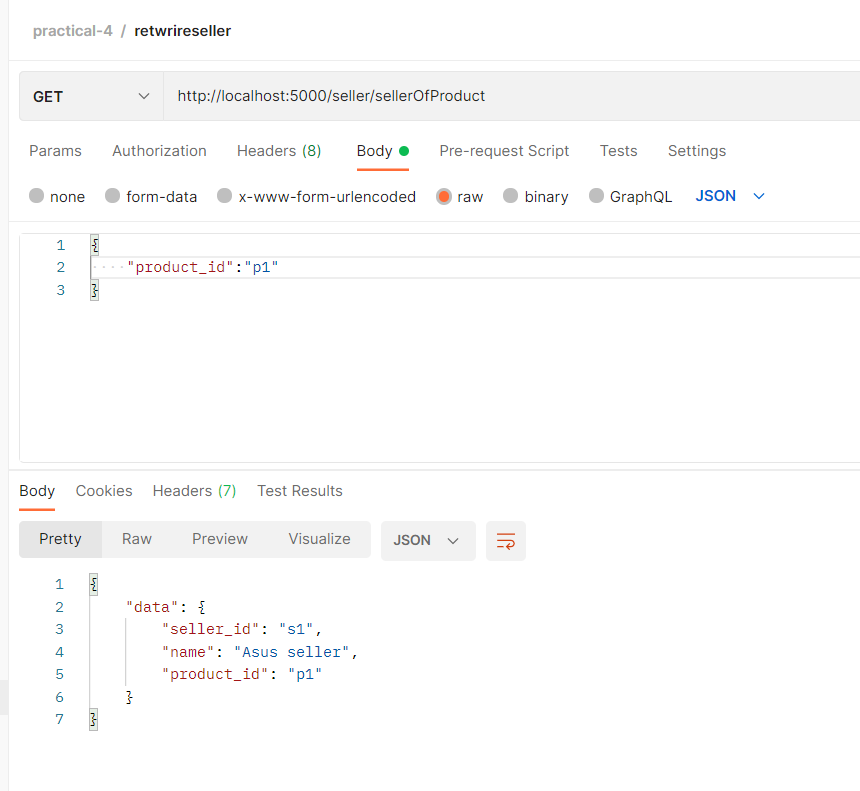 practical-4 / retwrireseller
GET http://localhost:5000/seller/sellerOfProduct
Params Authorization Headers (8) Body Pre-request Script Tests Settings
none form-data x-www-form-urlencoded raw binary GraphQL JSON
1 {
2 ····"product_id":"p1"
3 }
Body Cookies Headers (7) Test Results
Pretty Raw Preview Visualize JSON
1 {
2 "data": {
3 "seller_id": "s1",
4 "name": "Asus seller",
5 "product_id": "p1"
6 }
7 }